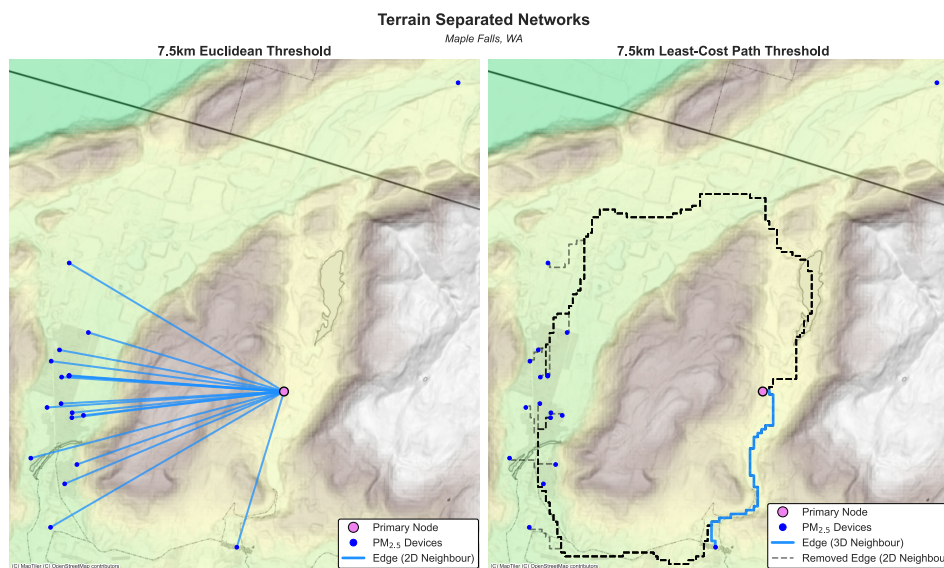 Terrain Separated Networks
Maple Falls, WA
7.5km Euclidean Threshold
7.5km Least-Cost Path Threshold
Primary Node
PM2.5 Devices
Edge (2D Neighbour)
(C) MapTiler (C) OpenStreetMap contributors
Primary Node
PM2.5 Devices
Edge (3D Neighbour)
Removed Edge (2D Neighbour)
(C) MapTiler (C) OpenStreetMap contributors